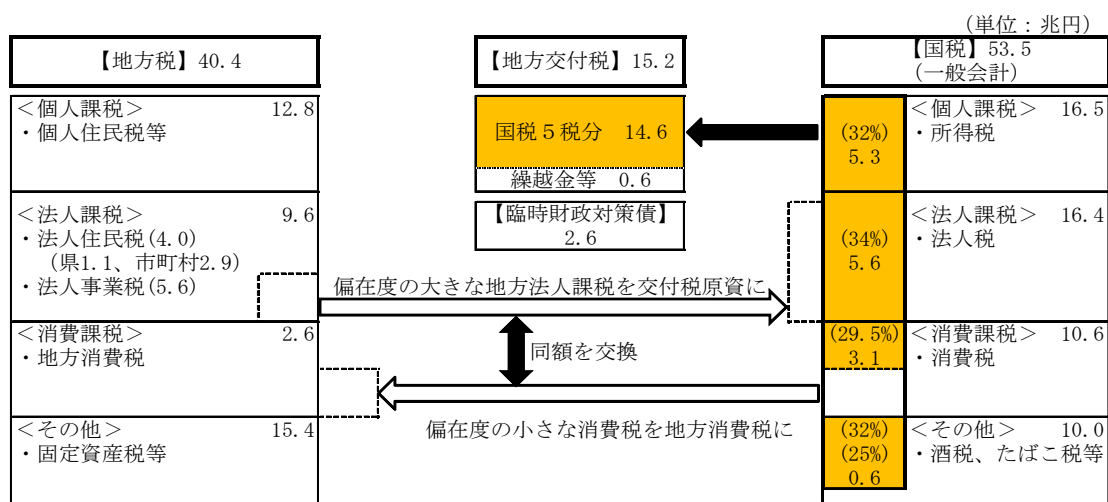 （単位：兆円）
【地方税】40.4
【地方交付税】15.2
【国税】53.5
(一般会計)
＜個人課税＞ 12.8
・個人住民税等
＜法人課税＞ 9.6
・法人住民税(4.0)
（県1.1、市町村2.9）
・法人事業税(5.6)
＜消費課税＞ 2.6
・地方消費税
＜その他＞ 15.4
・固定資産税等
国税５税分 14.6
繰越金等 0.6
【臨時財政対策債】
2.6
偏在度の大きな地方法人課税を交付税原資に
同額を交換
偏在度の小さな消費税を地方消費税に
(32%)
5.3
＜個人課税＞ 16.5
・所得税
(34%)
5.6
＜法人課税＞ 16.4
・法人税
(29.5%)
3.1
＜消費課税＞ 10.6
・消費税
(32%)
(25%)
0.6
＜その他＞ 10.0
・酒税、たばこ税等